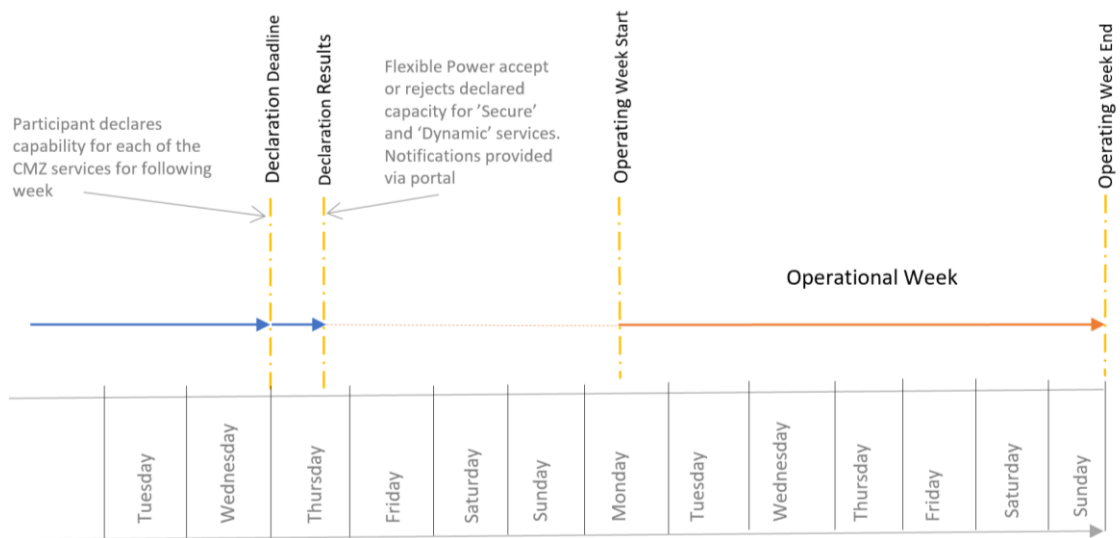 Participant declares
capability for each of the
CMZ services for following
week
Declaration Deadline
Declaration Results
Flexible Power accept
or rejects declared
capacity for ’Secure’
and ‘Dynamic’ services.
Notifications provided
via portal
Operating Week Start
Operating Week End
Operational Week
Tuesday
Wednesday
Thursday
Friday
Saturday
Sunday
Monday
Tuesday
Wednesday
Thursday
Friday
Saturday
Sunday